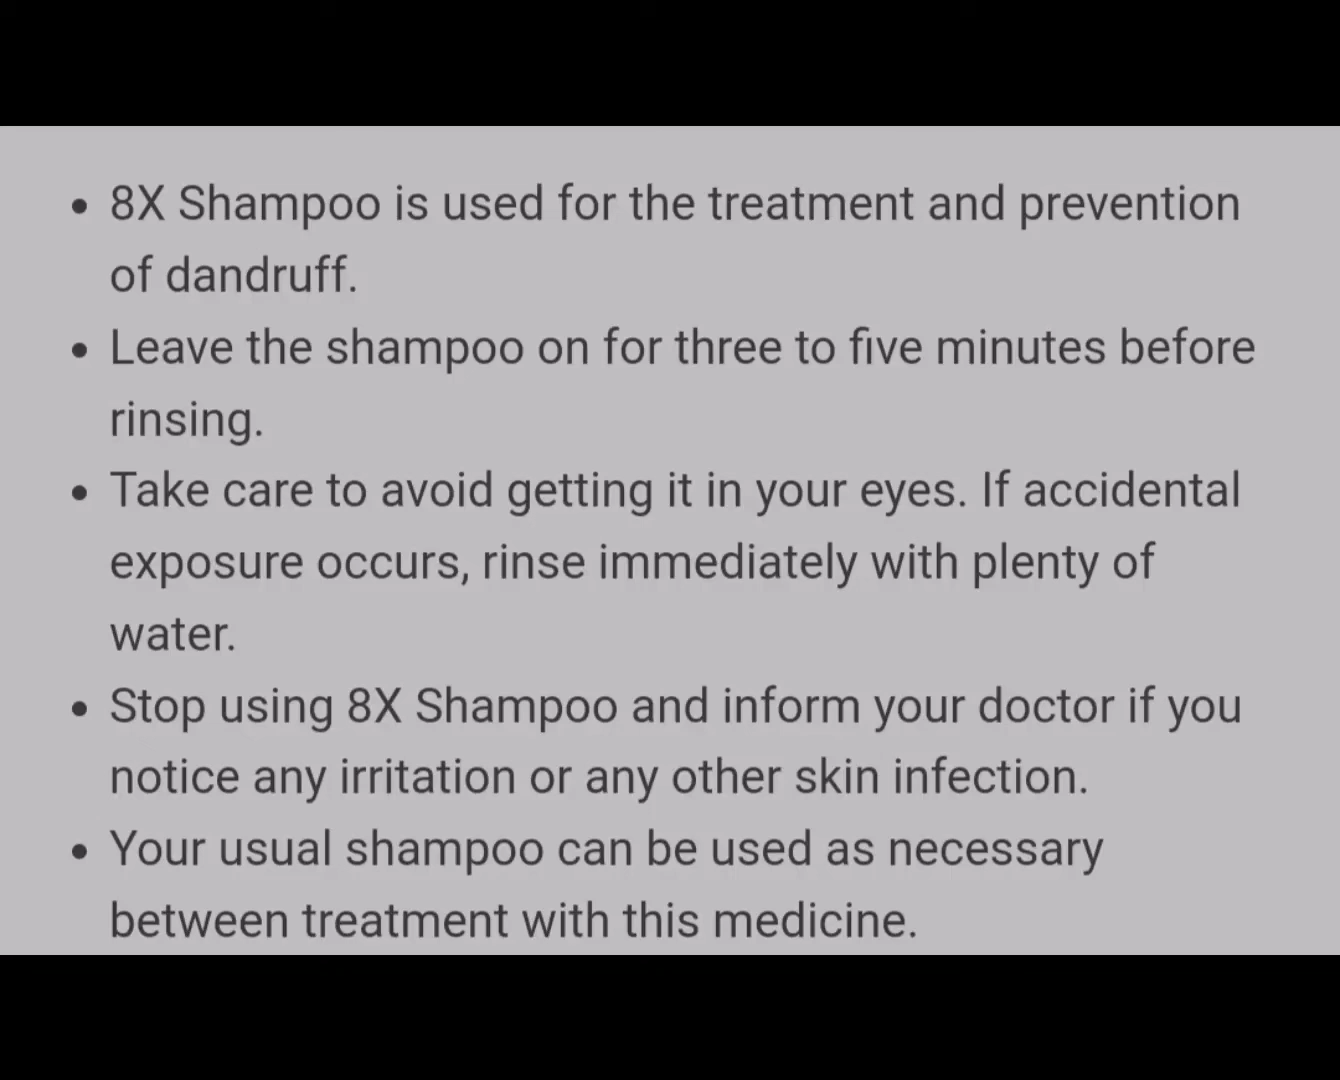 • 8X Shampoo is used for the treatment and prevention
of dandruff.
• Leave the shampoo on for three to five minutes before
rinsing.
• Take care to avoid getting it in your eyes. If accidental
exposure occurs, rinse immediately with plenty of
water.
• Stop using 8X Shampoo and inform your doctor if you
notice any irritation or any other skin infection.
• Your usual shampoo can be used as necessary
between treatment with this medicine.